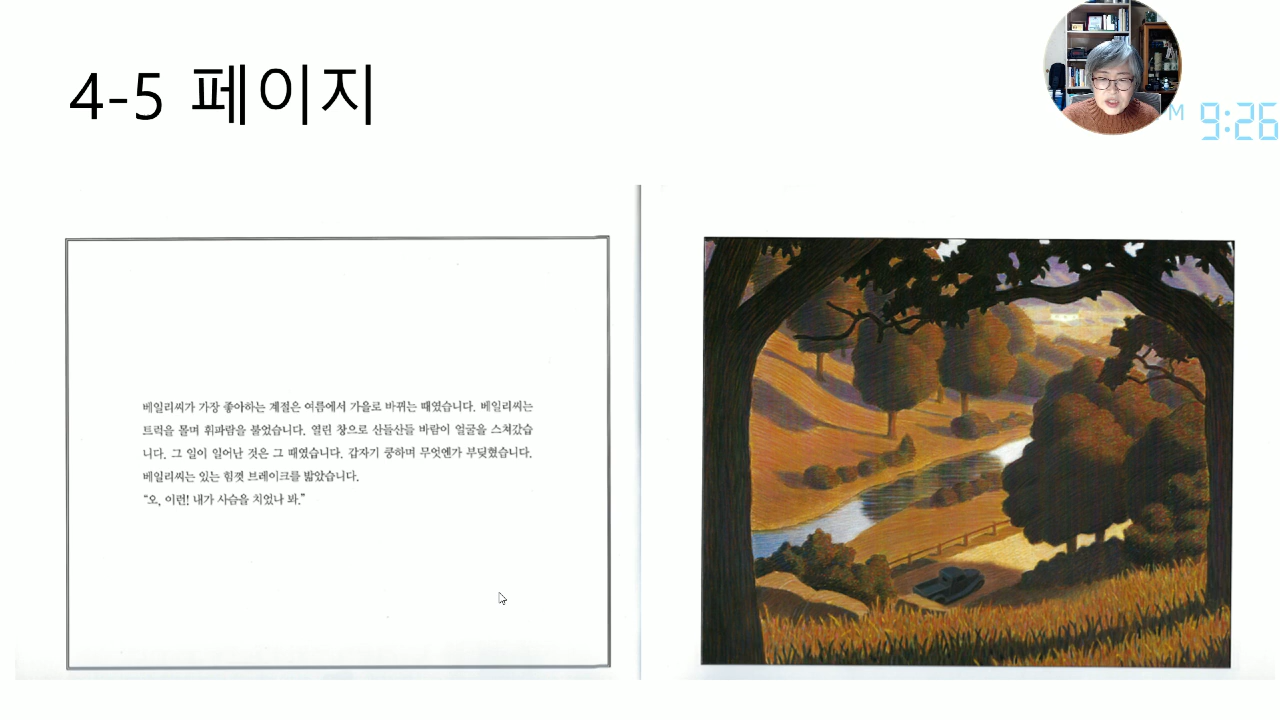 4-5 페이지
M 9:26
베일리씨가 가장 좋아하는 계절은 여름에서 가을로 바뀌는 때였습니다. 베일리씨는
트럭을 몰며 휘파람을 불었습니다. 열린 창으로 산들산들 바람이 얼굴을 스쳐갔습
니다. 그 일이 일어난 것은 그 때였습니다. 갑자기 쿵하며 무엇엔가 부딪혔습니다.
베일리씨는 있는 힘껏 브레이크를 밟았습니다.
“오, 이런! 내가 사슴을 치었나 봐.”